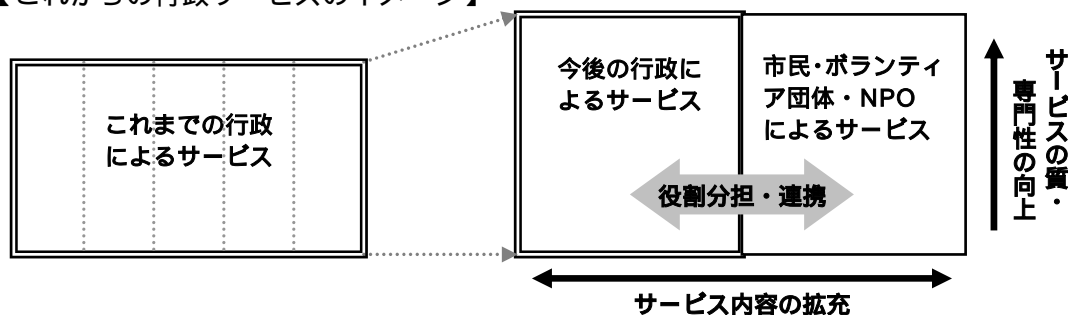 【これからの行政サービスのイメージ】
これまでの行政
によるサービス
今後の行政に
よるサービス
市民・ボランティ
ア団体・NPO
によるサービス
役割分担・連携
サービスの質・
専門性の向上
サービス内容の拡充